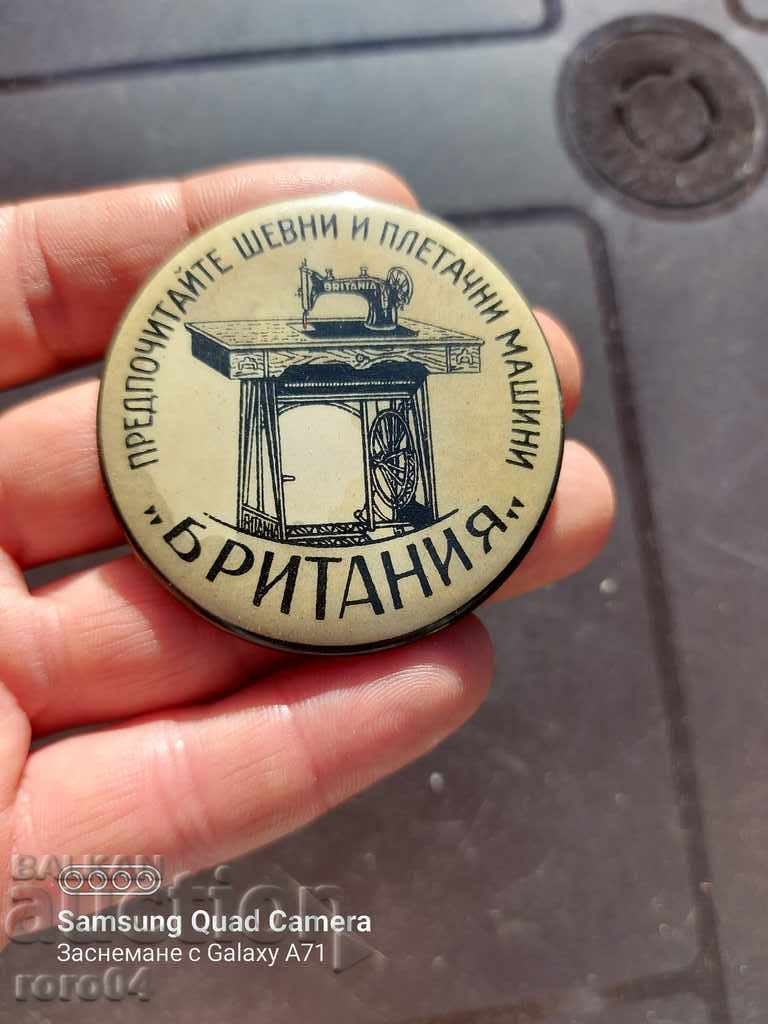 ПРЕДПОЧИТАЙТЕ ШЕВНИ И ПЛЕТАЧНИ МАШИНИ
BRITANIA
„БРИТАНИЯ"
BALKAN
auction
Samsung Quad Camera
Заснемане с Galaxy A71
roro04